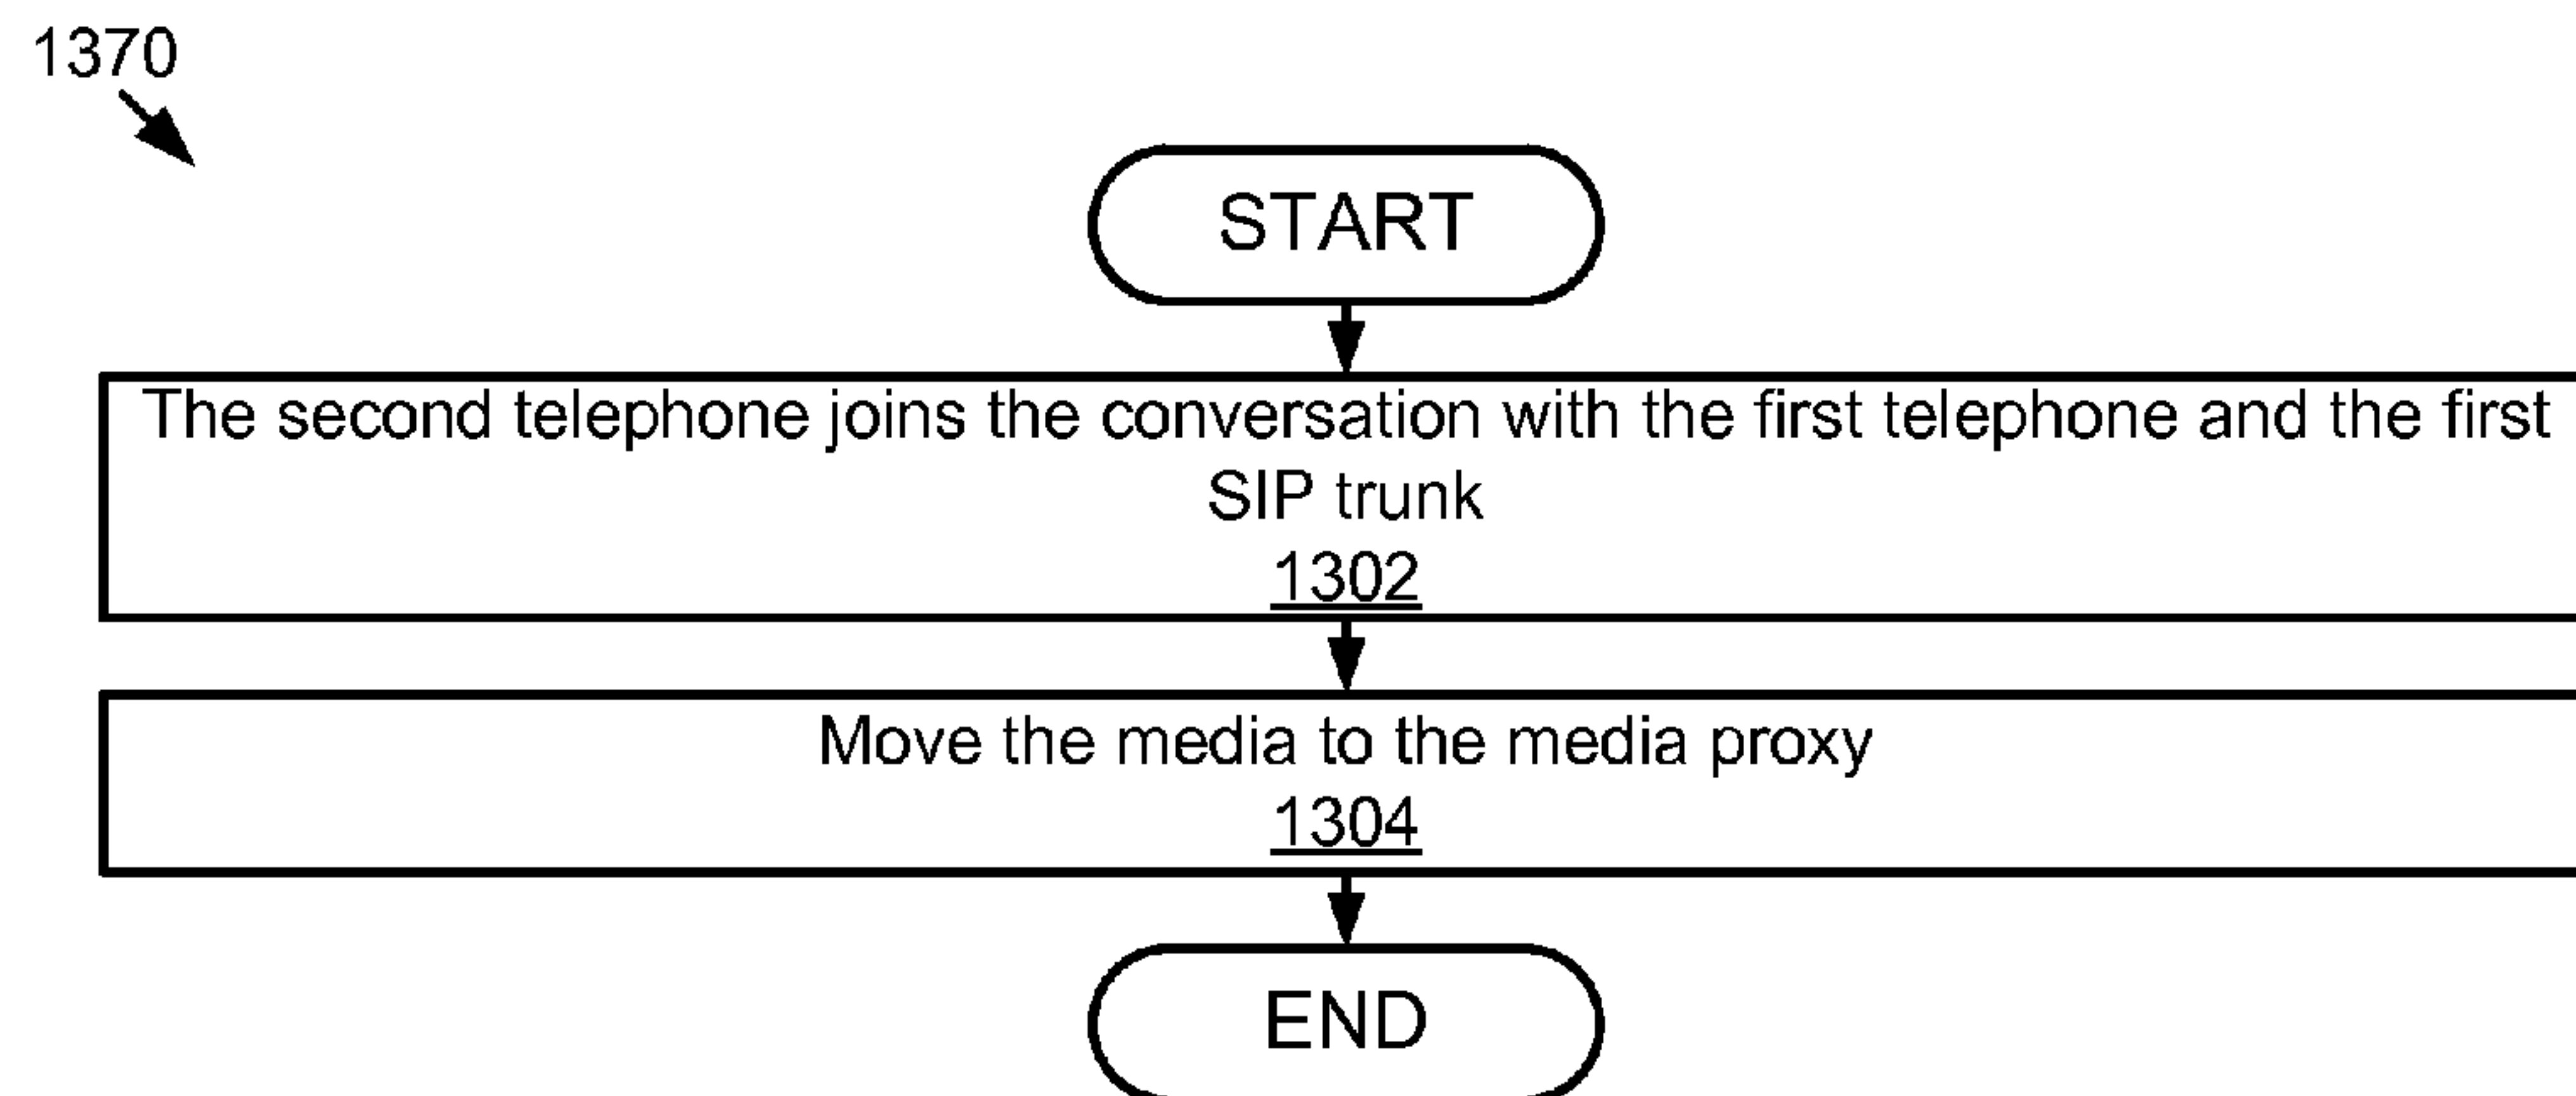 1370
START
The second telephone joins the conversation with the first telephone and the first
SIP trunk
1302
Move the media to the media proxy
1304
END